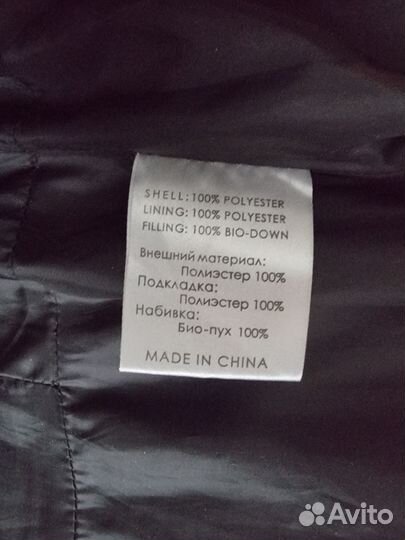 SHELL: 100% POLYESTER
LINING: 100% POLYESTER
FILLING: 100% BIO-DOWN
Внешний материал:
Полиэстер 100%
Подкладка:
Полиэстер 100%
Набивка:
Био-пух 100%
MADE IN CHINA
Avito